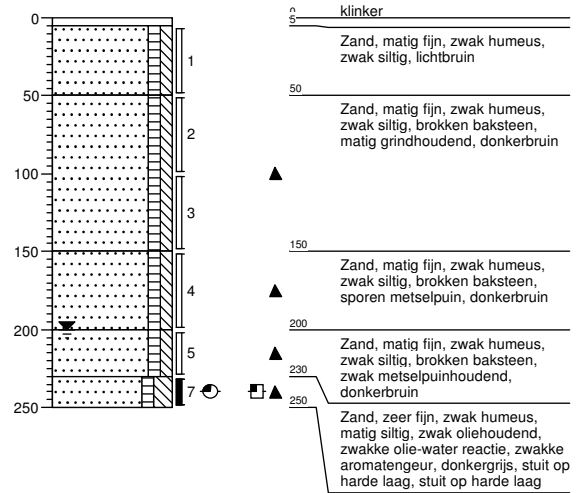 0
50
100
150
200
250
1
2
3
4
5
7
0
klinker
5
Zand, matig fijn, zwak humeus,
zwak siltig, lichtbruin
50
Zand, matig fijn, zwak humeus,
zwak siltig, brokken baksteen,
matig grindhoudend, donkerbruin
150
Zand, matig fijn, zwak humeus,
zwak siltig, brokken baksteen,
sporen metselpuin, donkerbruin
200
Zand, matig fijn, zwak humeus,
zwak siltig, brokken baksteen,
zwak metselpuinhoudend,
donkerbruin
230
250
Zand, zeer fijn, zwak humeus,
matig siltig, zwak oliehoudend,
zwakke olie-water reactie, zwakke
aromatengeur, donkergrijs, stuit op
harde laag, stuit op harde laag